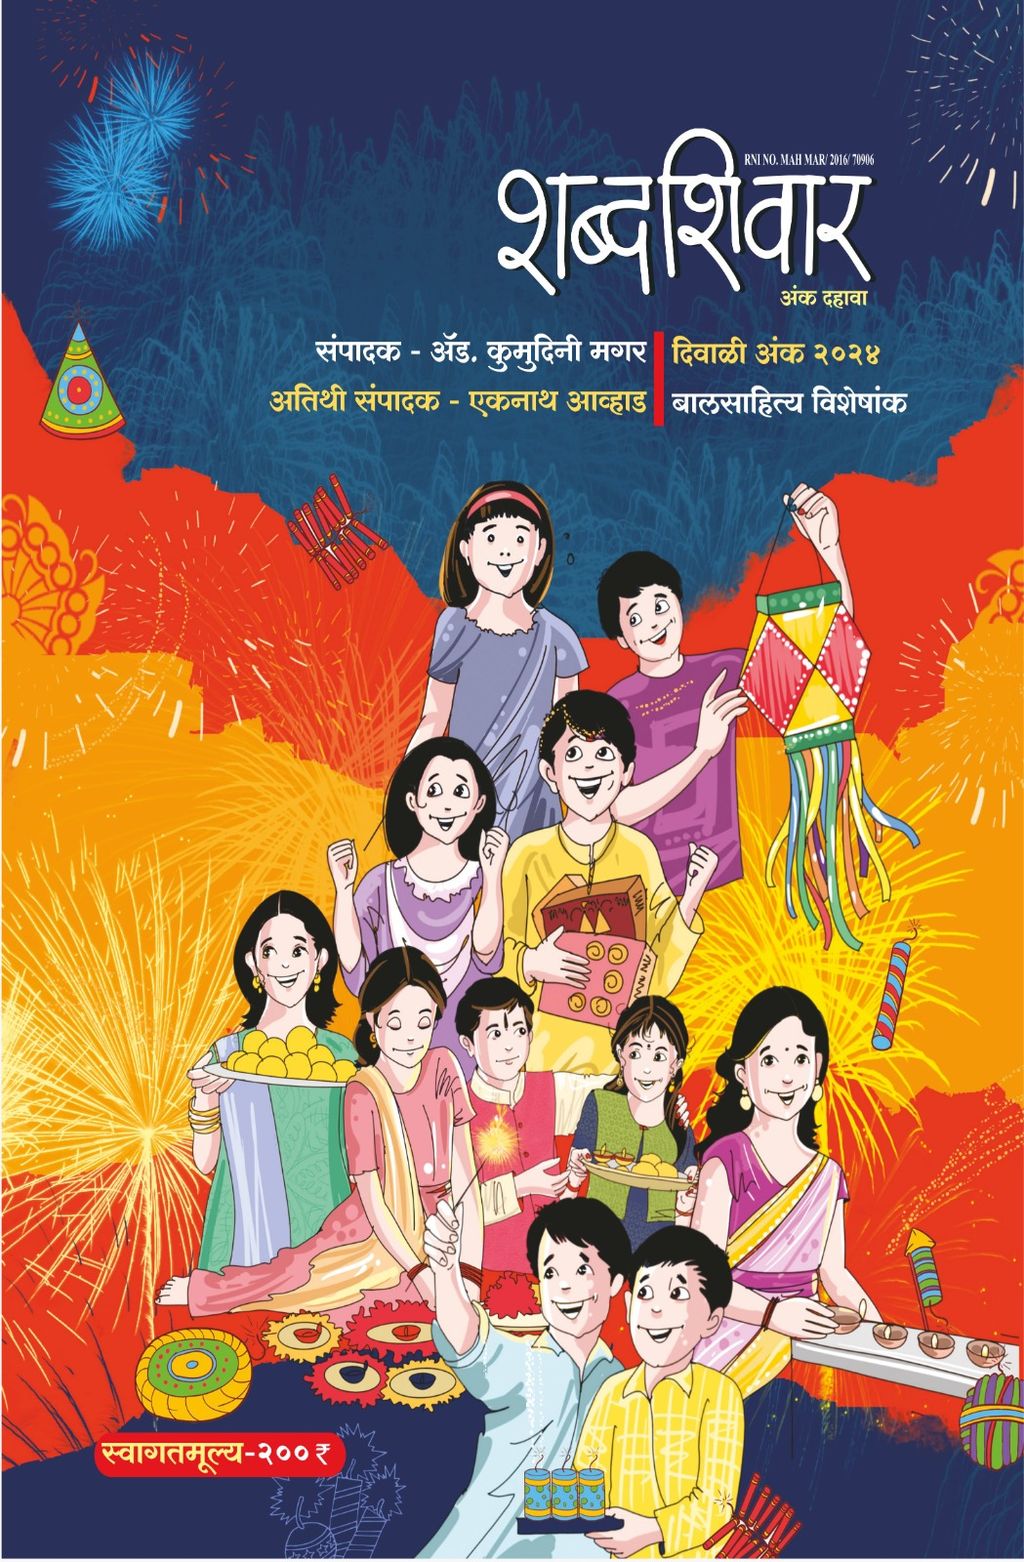 RNI NO. MAH MAR/ 2016/ 70906
शब्दशिवार
अंक दहावा
संपादक - ॲड. कुमुदिनी मगर
दिवाळी अंक २०२४
अतिथी संपादक - एकनाथ आव्हाड
बालसाहित्य विशेषांक
स्वागतमूल्य-२०० ₹